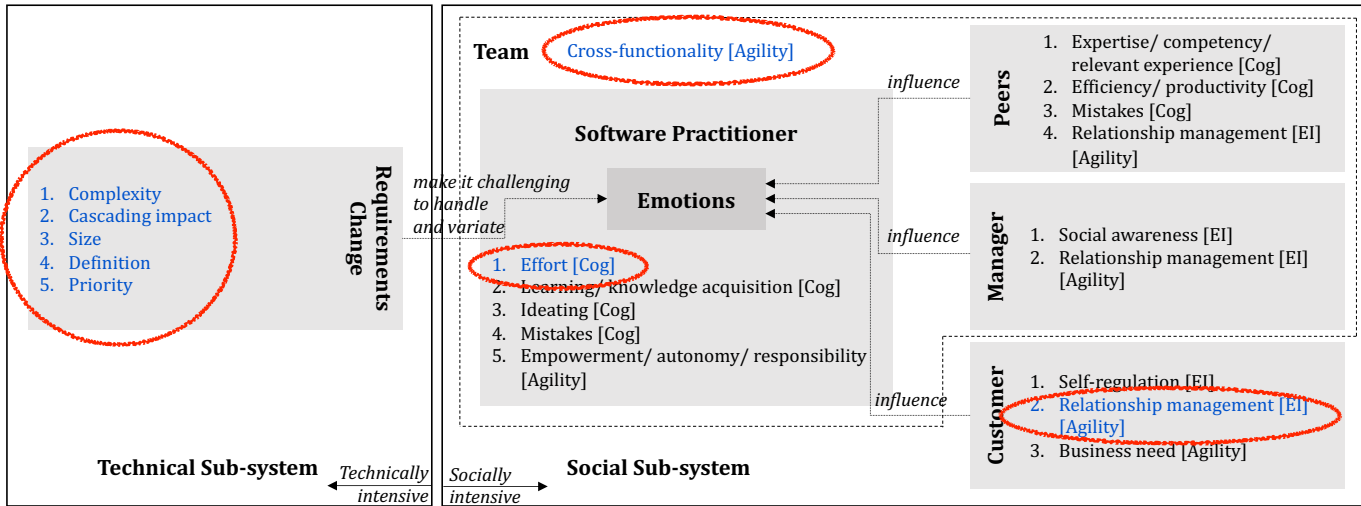 1. Complexity
2. Cascading impact
3. Size
4. Definition
5. Priority
Requirements
Change
make it challenging
to handle
and variate
Technical Sub-system
Technically
intensive
Team
Cross-functionality [Agility]
Software Practitioner
Emotions
1. Effort [Cog]
2. Learning/ knowledge acquisition [Cog]
3. Ideating [Cog]
4. Mistakes [Cog]
5. Empowerment/ autonomy/ responsibility
[Agility]
Socially
intensive
Social Sub-system
influence
Peers
1. Expertise/ competency/
relevant experience [Cog]
2. Efficiency/ productivity [Cog]
3. Mistakes [Cog]
4. Relationship management [EI]
[Agility]
influence
Manager
1. Social awareness [EI]
2. Relationship management [EI]
[Agility]
influence
Customer
1. Self-regulation [EI]
2. Relationship management [EI]
[Agility]
3. Business need [Agility]